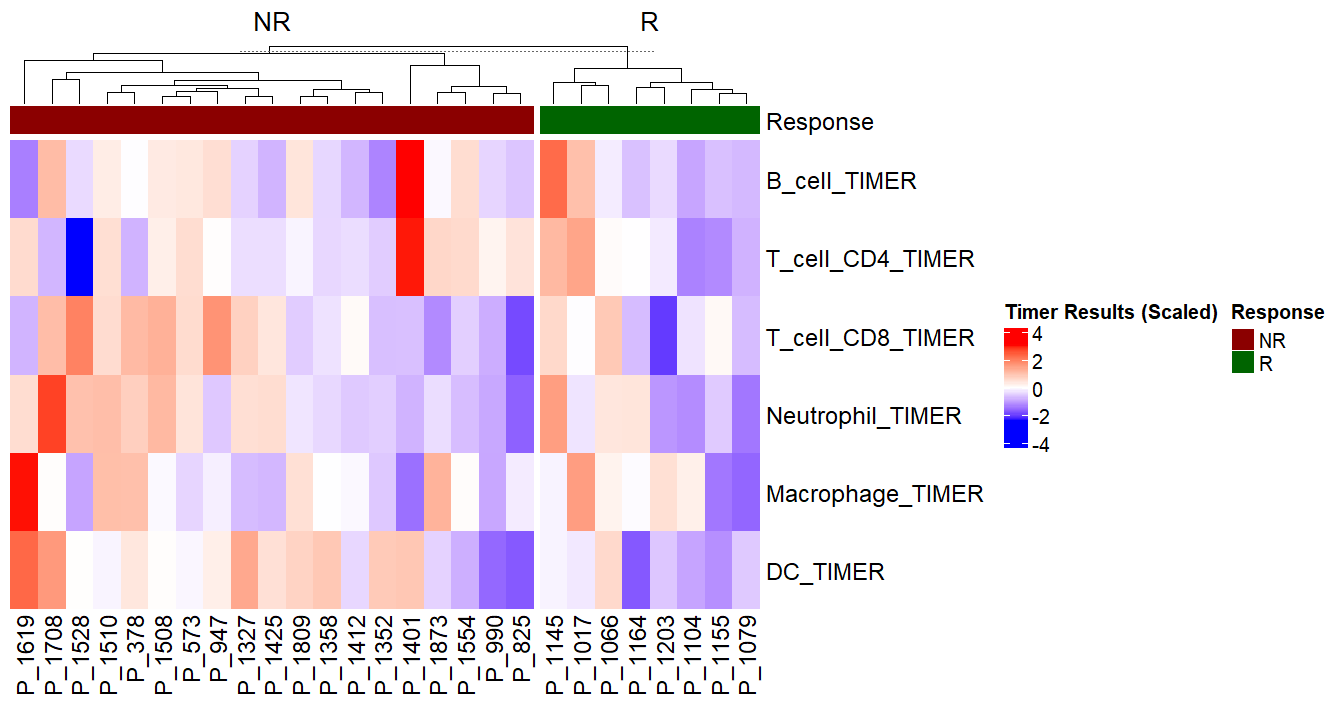 NR R
Response
B_cell_TIMER
T_cell_CD4_TIMER
T_cell_CD8_TIMER
Neutrophil_TIMER
Macrophage_TIMER
DC_TIMER
P_1619 P_1708 P_1528 P_1510 P_378 P_1508 P_573 P_947 P_1327 P_1425 P_1809 P_1358 P_1412 P_1352 P_1401 P_1873 P_1554 P_990 P_825 P_1145 P_1017 P_1066 P_1164 P_1203 P_1104 P_1155 P_1079
Timer Results (Scaled)
4
2
0
-2
-4
Response
NR
R